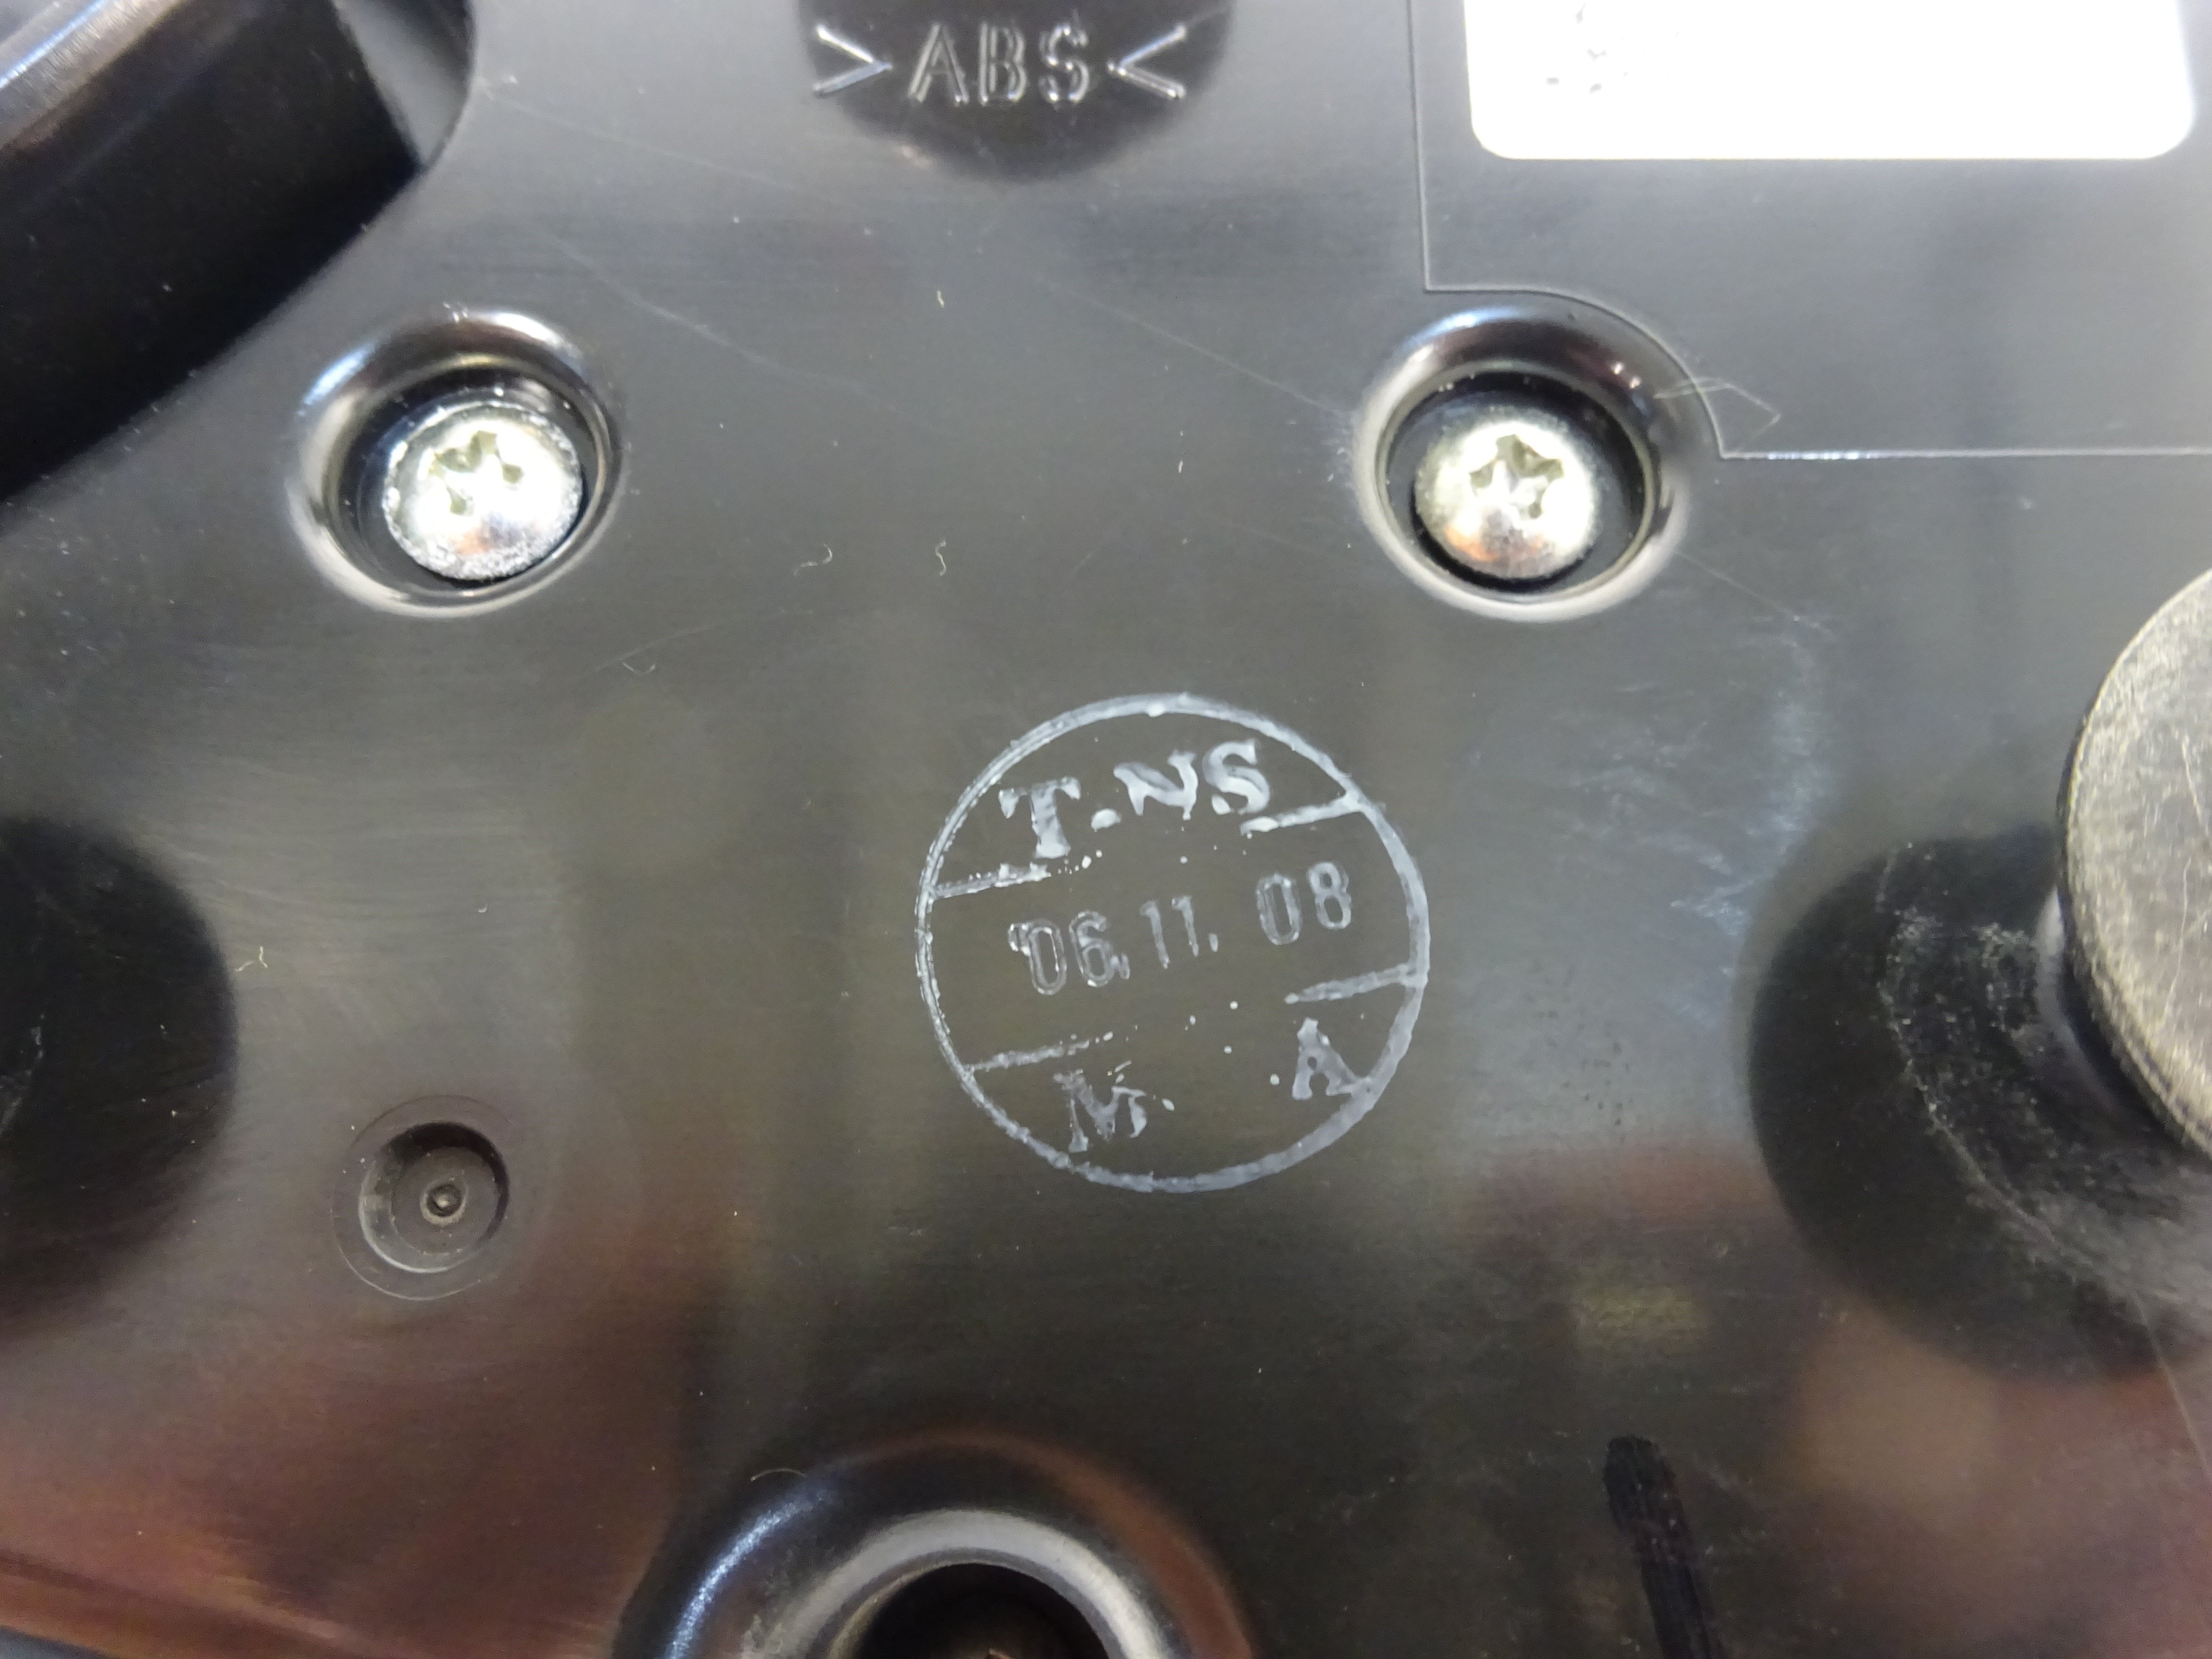 >ABS<
T.NS
'06.11.08
M A